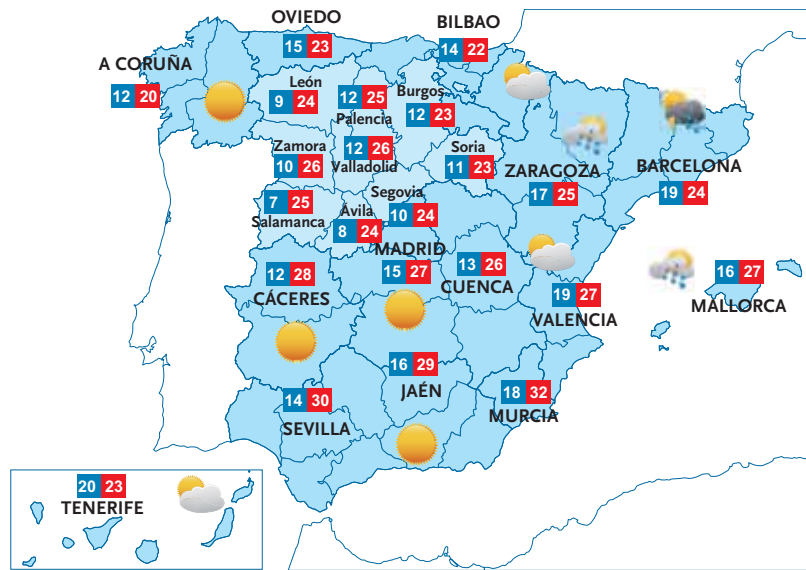 OVIEDO
15 23
BILBAO
14 22
A CORUÑA
12 20
León
9 24
12 25
Palencia
Burgos
12 23
Zamora
10 26
12 26
Valladolid
Soria
11 23
ZARAGOZA
17 25
BARCELONA
19 24
7 25
Salamanca
Ávila
8 24
Segovia
10 24
MADRID
15 27
13 26
CUENCA
12 28
CÁCERES
19 27
VALENCIA
16 27
MALLORCA
16 29
JAÉN
14 30
SEVILLA
18 32
MURCIA
20 23
TENERIFE